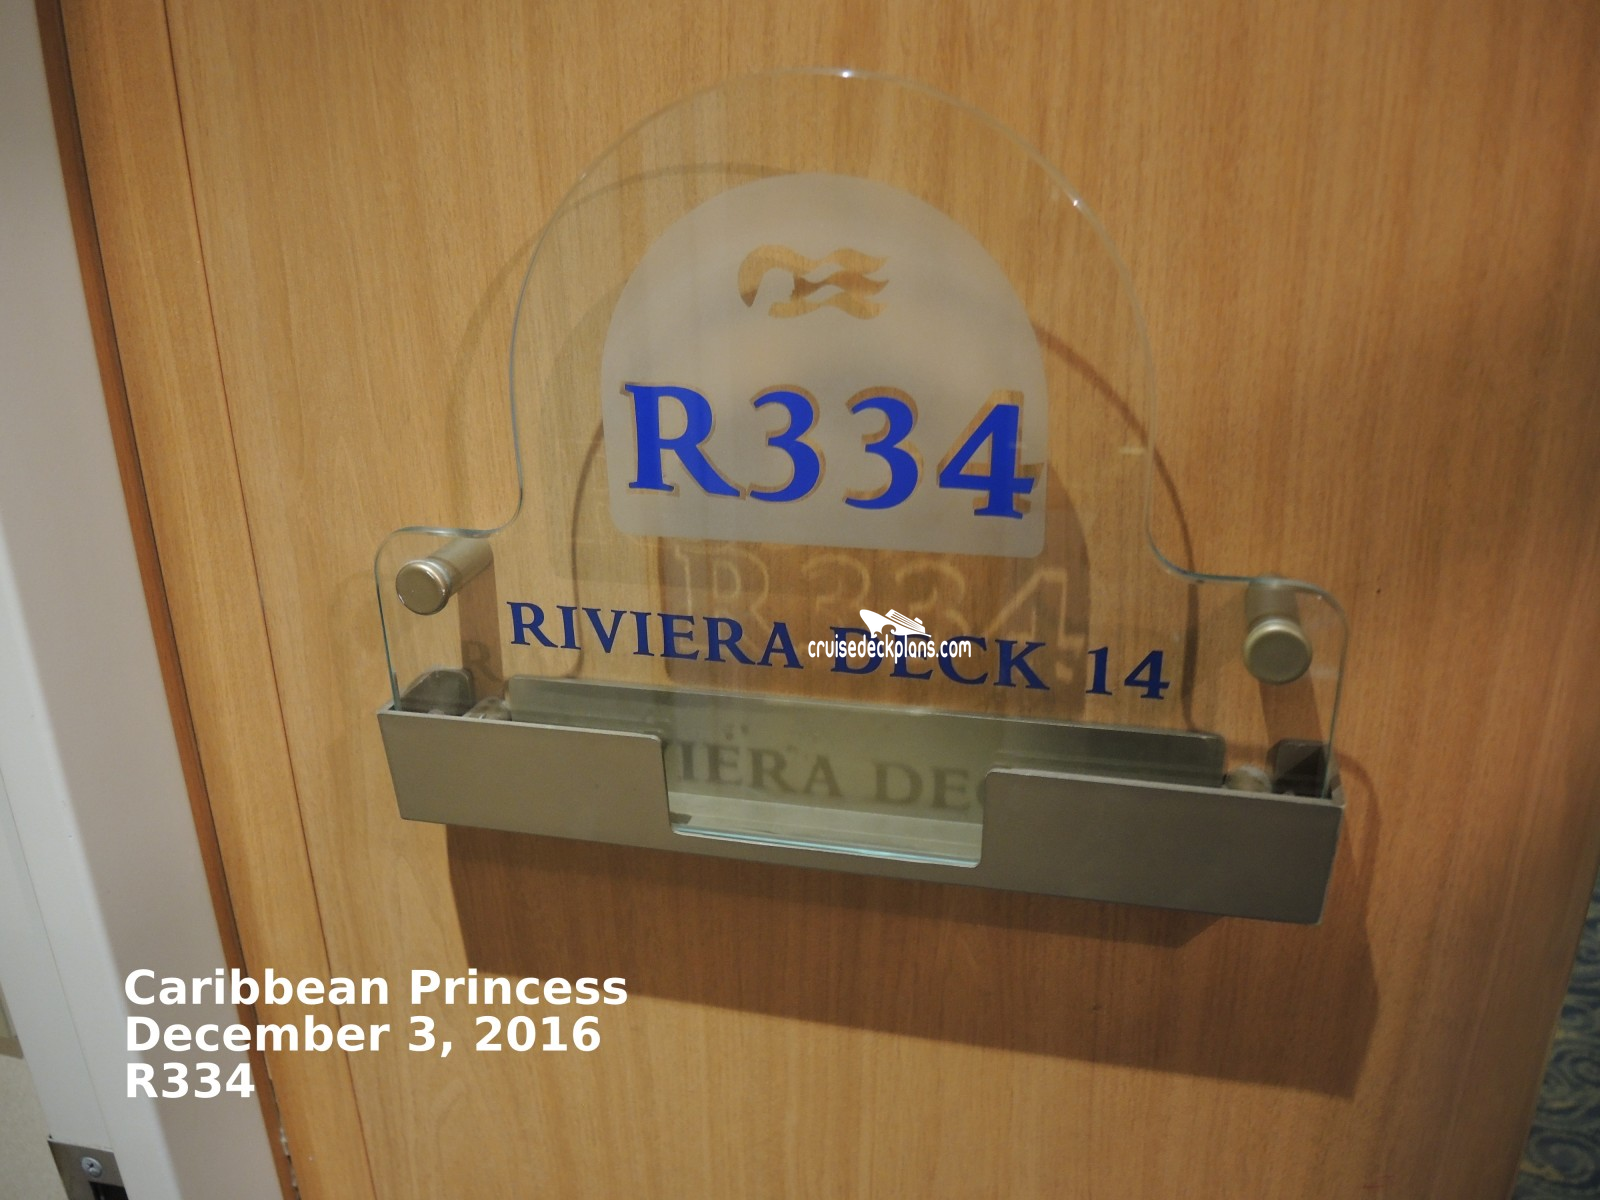 R334
RIVIERA DECK 14
cruisedeckplans.com
Caribbean Princess
December 3, 2016
R334